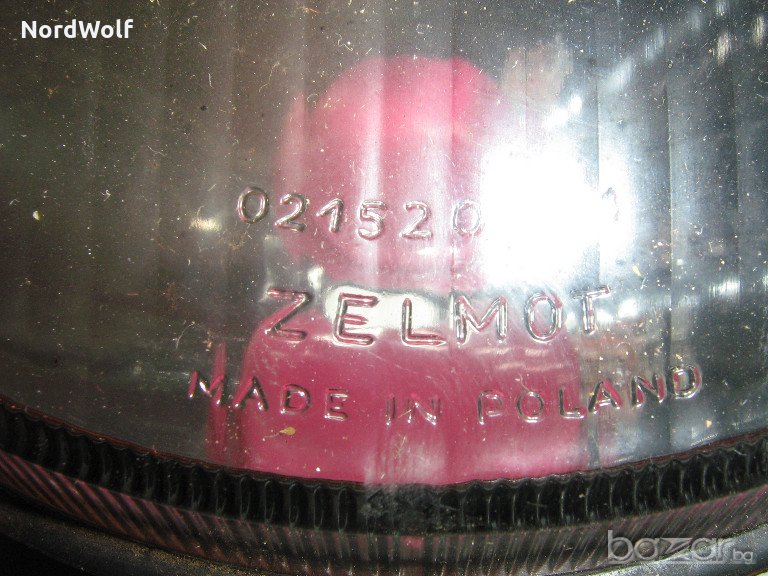 NordWolf
021520
ZELMOT
MADE IN POLAND
bazar.bg